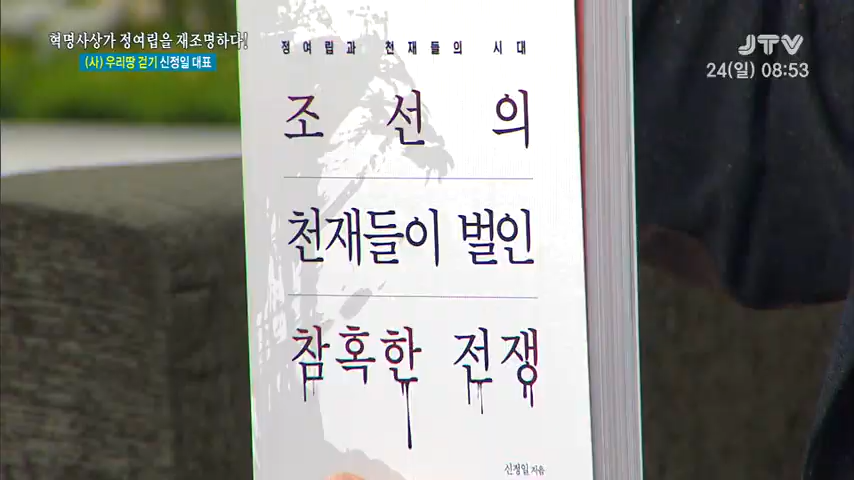 혁명사상가 정여립을 재조명하다!
(사) 우리땅 걷기 신정일 대표
JTV
24(일) 08:53
정여립과 천재들의 시대
조선의
천재들이 벌인
참혹한 전쟁
신정일 지음